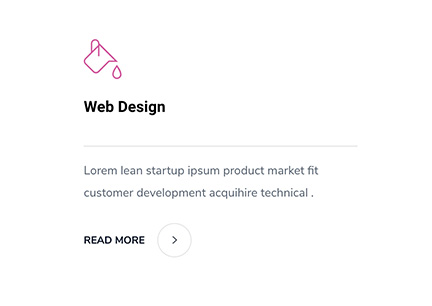 Web Design
Lorem lean startup ipsum product market fit
customer development acquihire technical .
READ MORE